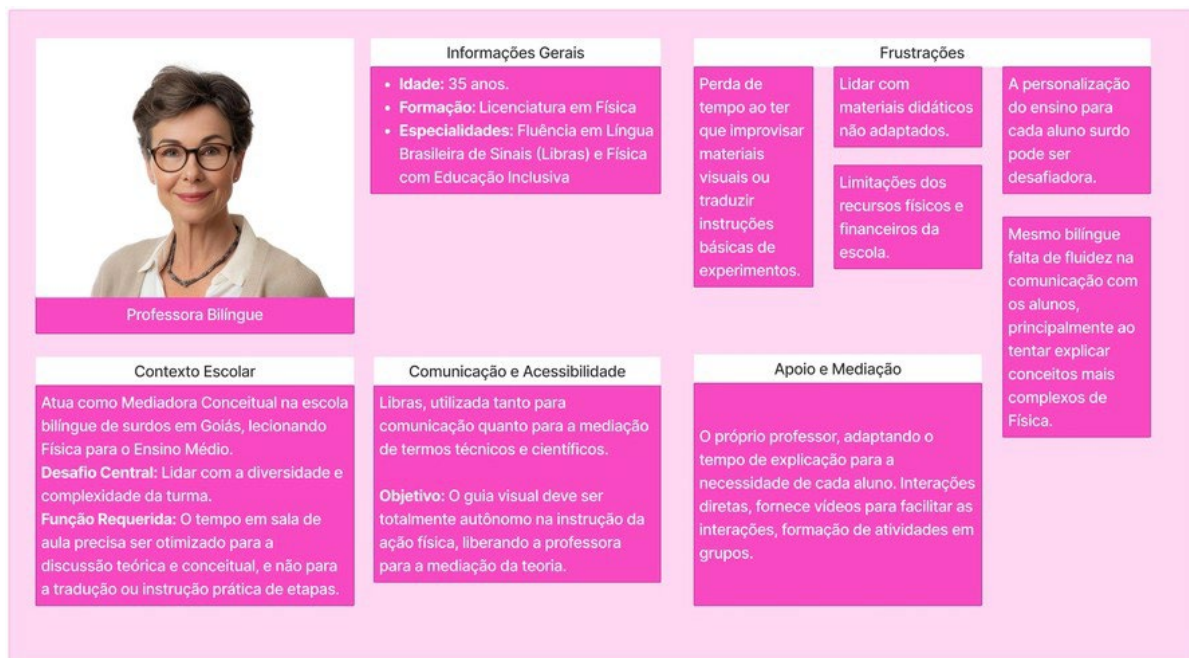 Professora Bilíngue
Informações Gerais
• Idade: 35 anos.
• Formação: Licenciatura em Física
• Especialidades: Fluência em Língua
Brasileira de Sinais (Libras) e Física
com Educação Inclusiva
Frustrações
Perda de
tempo ao ter
que improvisar
materiais
visuais ou
traduzir
instruções
básicas de
experimentos.
Lidar com
materiais didáticos
não adaptados.
Limitações dos
recursos físicos e
financeiros da
escola.
A personalização
do ensino para
cada aluno surdo
pode ser
desafiadora.
Mesmo bilíngue
falta de fluidez na
comunicação com
os alunos,
principalmente ao
tentar explicar
conceitos mais
complexos de
Física.
Contexto Escolar
Atua como Mediadora Conceitual na escola
bilíngue de surdos em Goiás, lecionando
Física para o Ensino Médio.
Desafio Central: Lidar com a diversidade e
complexidade da turma.
Função Requerida: O tempo em sala de
aula precisa ser otimizado para a
discussão teórica e conceitual, e não para
a tradução ou instrução prática de etapas.
Comunicação e Acessibilidade
Libras, utilizada tanto para
comunicação quanto para a mediação
de termos técnicos e científicos.
Objetivo: O guia visual deve ser
totalmente autônomo na instrução da
ação física, liberando a professora
para a mediação da teoria.
Apoio e Mediação
O próprio professor, adaptando o
tempo de explicação para a
necessidade de cada aluno. Interações
diretas, fornece vídeos para facilitar as
interações, formação de atividades em
grupos.